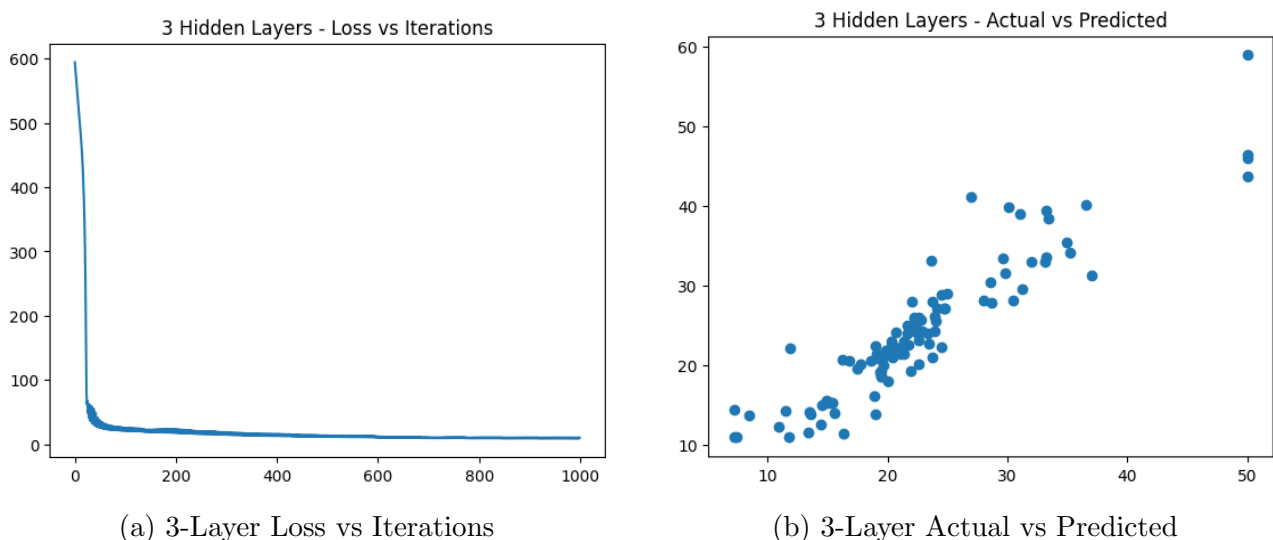 3 Hidden Layers - Loss vs Iterations
600
500
400
300
200
100
0
0 200 400 600 800 1000
(a) 3-Layer Loss vs Iterations
3 Hidden Layers - Actual vs Predicted
60
50
40
30
20
10
10 20 30 40 50
(b) 3-Layer Actual vs Predicted